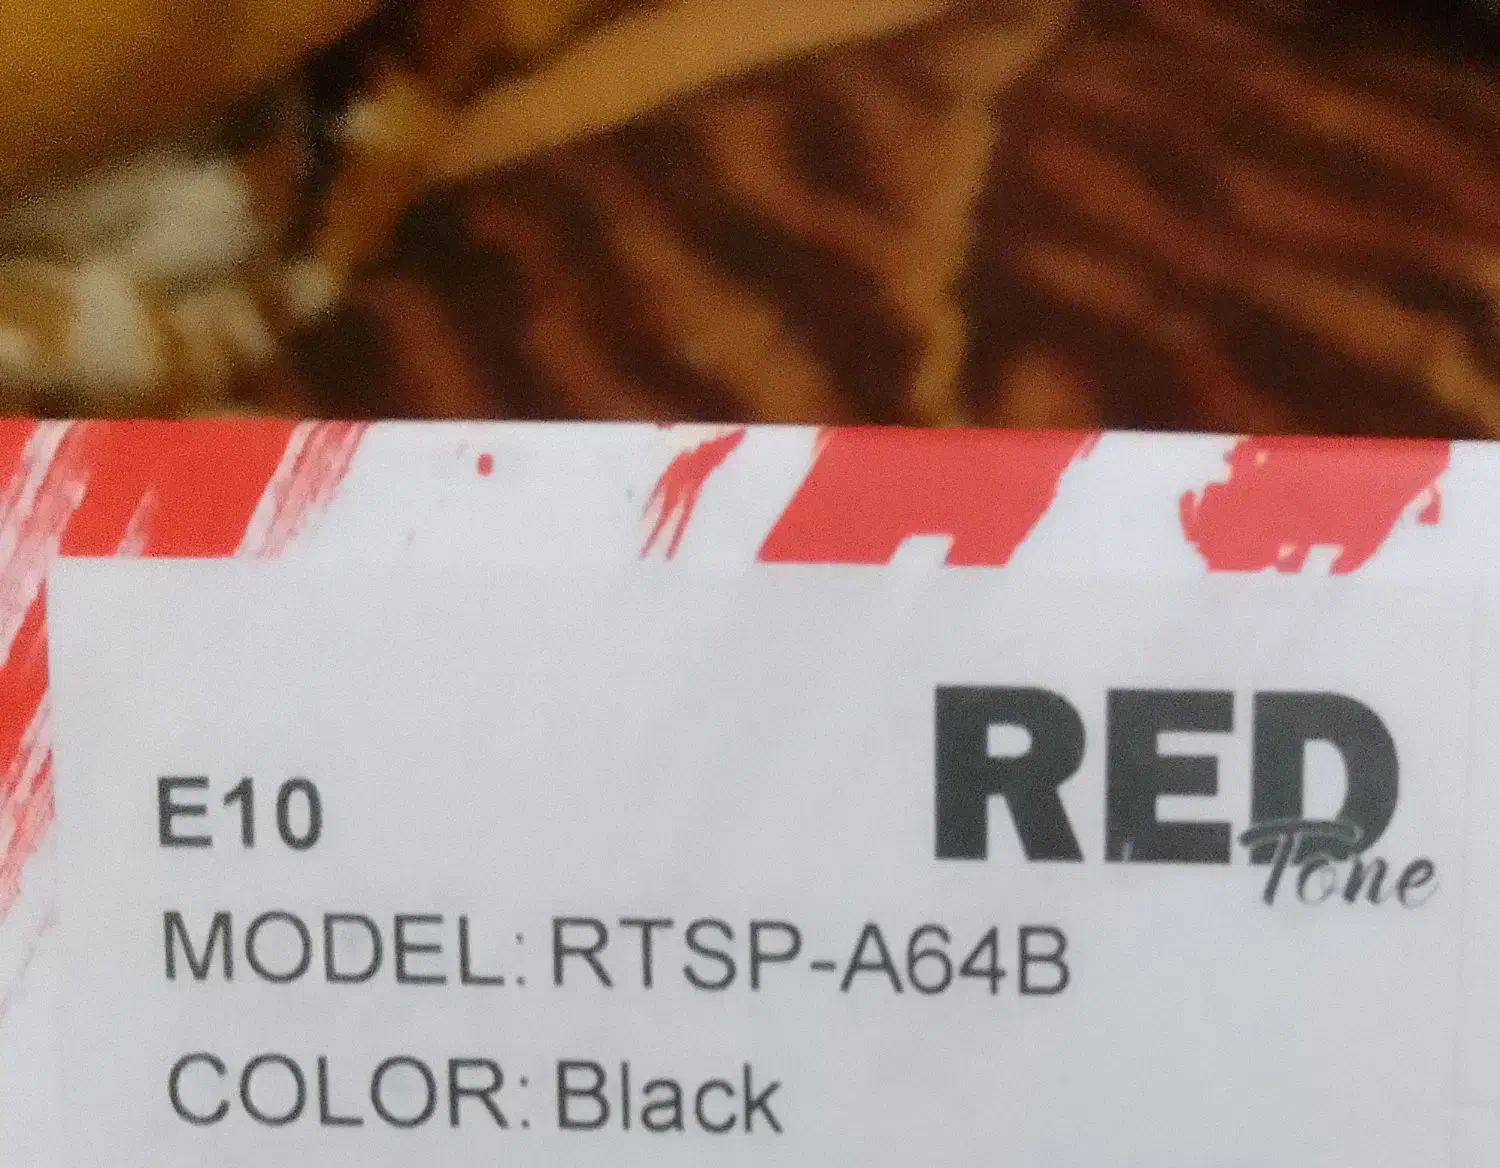 RED
Tone
E10
MODEL: RTSP-A64B
COLOR: Black